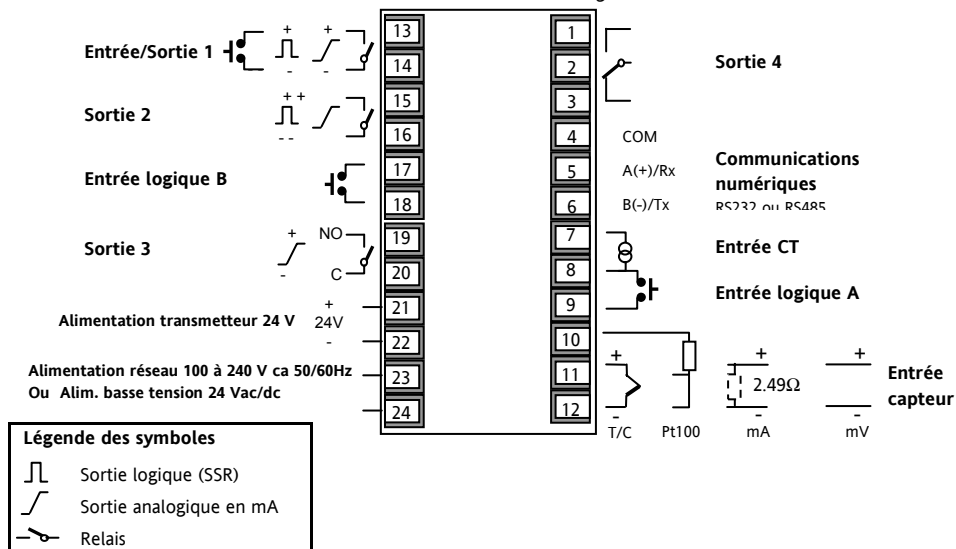 13
1
Entrée/Sortie 1
+ +
- -
14
2
Sortie 4
15
3
Sortie 2
+ +
- -
16
4
COM
17
5
A(+)/Rx
Communications
numériques
RS232 ou RS485
Entrée logique B
18
6
B(-)/Tx
19
7
Sortie 3
+
-
NO
C
Entrée CT
20
8
21
9
Entrée logique A
Alimentation transmetteur 24 V
+
24V
-
22
10
Alimentation réseau 100 à 240 V ca 50/60Hz
Ou Alim. basse tension 24 Vac/dc
23
11
24
12
+
-
T/C
Pt100
+
2.49Ω
-
mA
+
-
mV
Entrée
capteur
Légende des symboles
Sortie logique (SSR)
Sortie analogique en mA
Relais